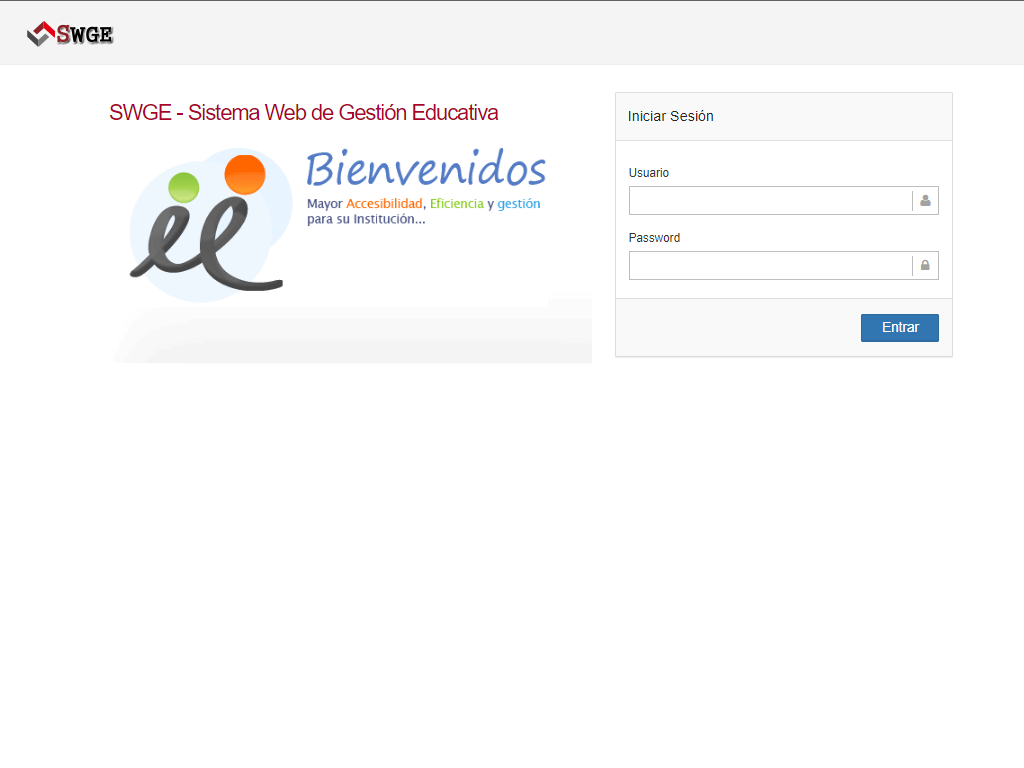 SWGE
SWGE - Sistema Web de Gestión Educativa
Bienvenidos
Mayor Accesibilidad, Eficiencia y gestión
para su Institución...
Iniciar Sesión
Usuario
Password
Entrar